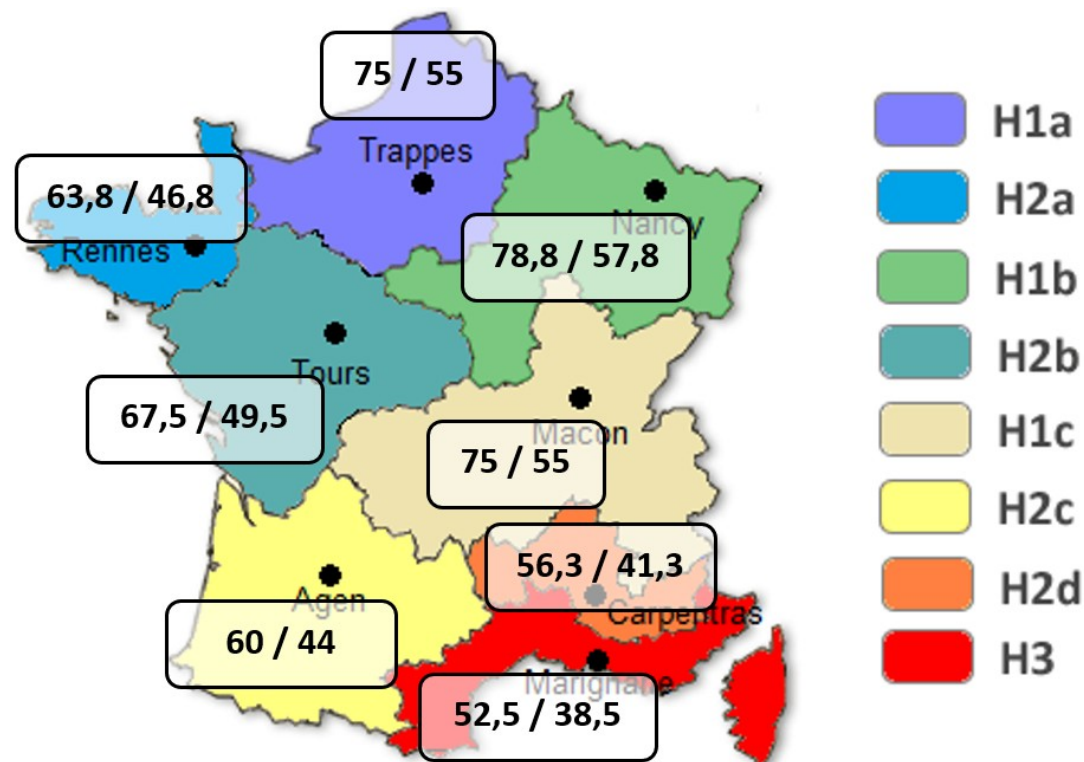 75 / 55
Trappes
63,8 / 46,8
Rennes
Nancy
78,8 / 57,8
Tours
67,5 / 49,5
Macon
75 / 55
56,3 / 41,3
Carpentras
Agen
60 / 44
Marignane
52,5 / 38,5
H1a
H2a
H1b
H2b
H1c
H2c
H2d
H3